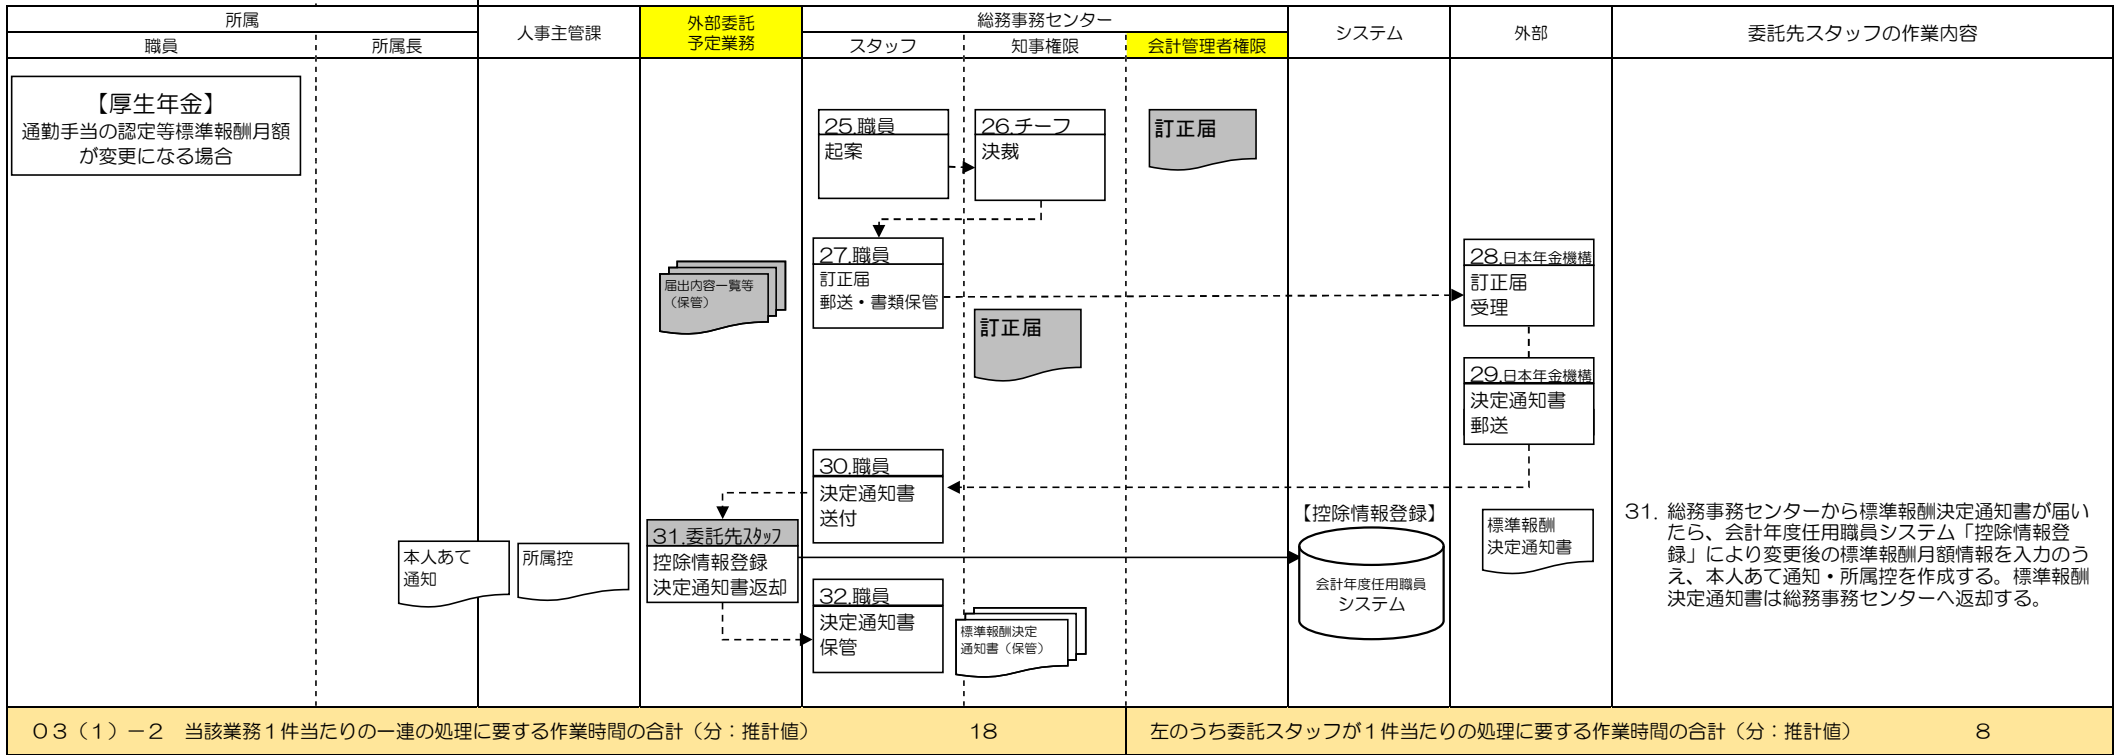 所属
職員
所属長
人事主管課
外部委託
予定業務
総務事務センター
スタッフ
知事権限
会計管理者権限
システム
外部
委託先スタッフの作業内容
【厚生年金】
通勤手当の認定等標準報酬月額
が変更になる場合
25.職員
起案
26.チーフ
決裁
訂正届
27.職員
訂正届
郵送・書類保管
届出内容一覧等
（保管）
訂正届
28.日本年金機構
訂正届
受理
29.日本年金機構
決定通知書
郵送
30.職員
決定通知書
送付
31.委託先ｽﾀｯﾌ
控除情報登録
決定通知書返却
本人あて
通知
所属控
32.職員
決定通知書
保管
標準報酬決定
通知書（保管）
【控除情報登録】
会計年度任用職員
システム
標準報酬
決定通知書
31. 総務事務センターから標準報酬決定通知書が届い
たら、会計年度任用職員システム「控除情報登
録」により変更後の標準報酬月額情報を入力のう
え、本人あて通知・所属控を作成する。標準報酬
決定通知書は総務事務センターへ返却する。
０３（１）－２　当該業務１件当たりの一連の処理に要する作業時間の合計（分：推計値）　18
左のうち委託スタッフが１件当たりの処理に要する作業時間の合計（分：推計値）　8